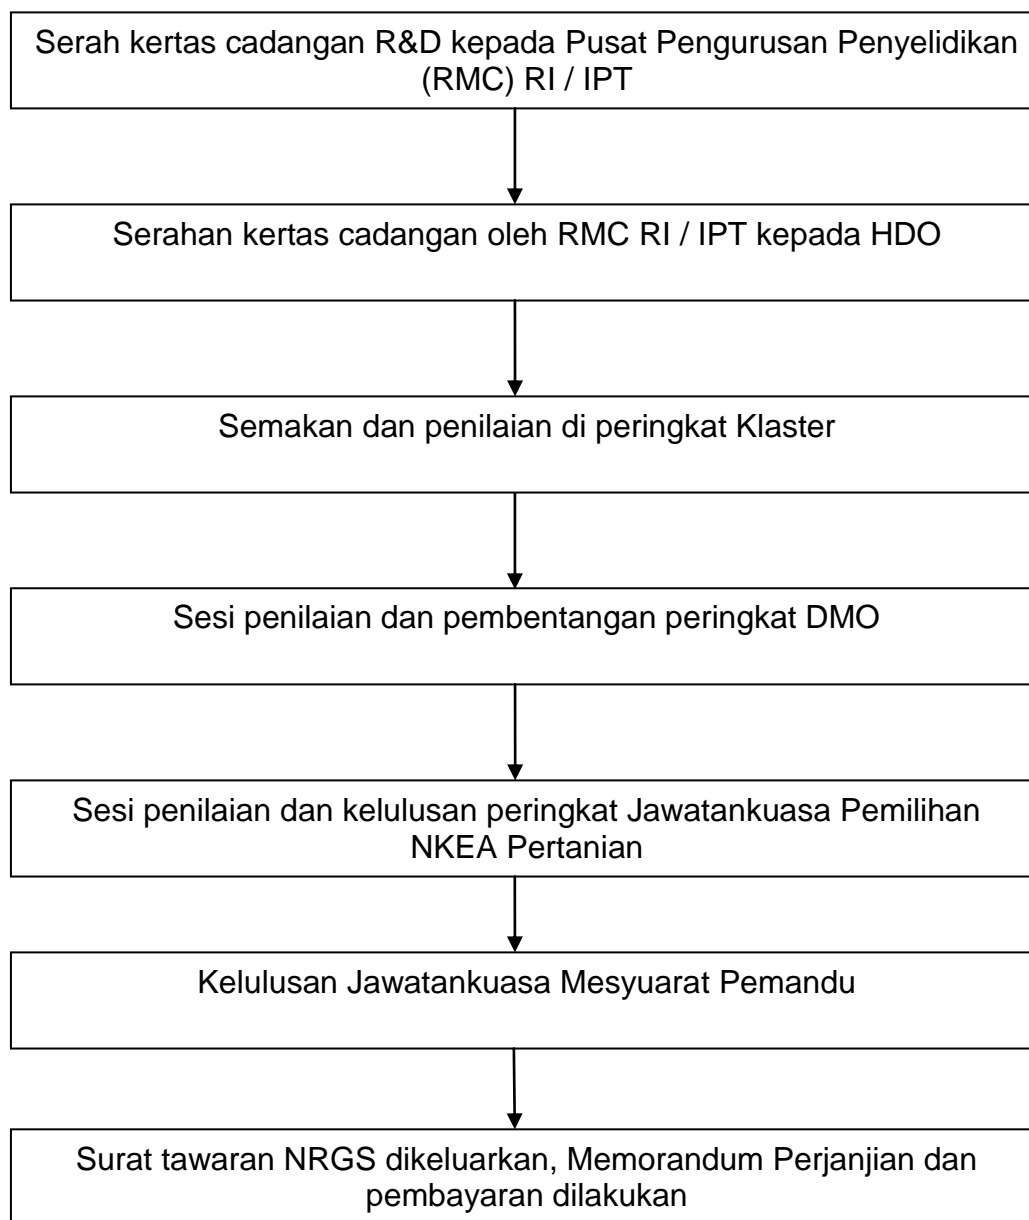 Serah kertas cadangan R&D kepada Pusat Pengurusan Penyelidikan
(RMC) RI / IPT
Serahan kertas cadangan oleh RMC RI / IPT kepada HDO
Semakan dan penilaian di peringkat Klaster
Sesi penilaian dan pembentangan peringkat DMO
Sesi penilaian dan kelulusan peringkat Jawatankuasa Pemilihan
NKEA Pertanian
Kelulusan Jawatankuasa Mesyuarat Pemandu
Surat tawaran NRGS dikeluarkan, Memorandum Perjanjian dan
pembayaran dilakukan